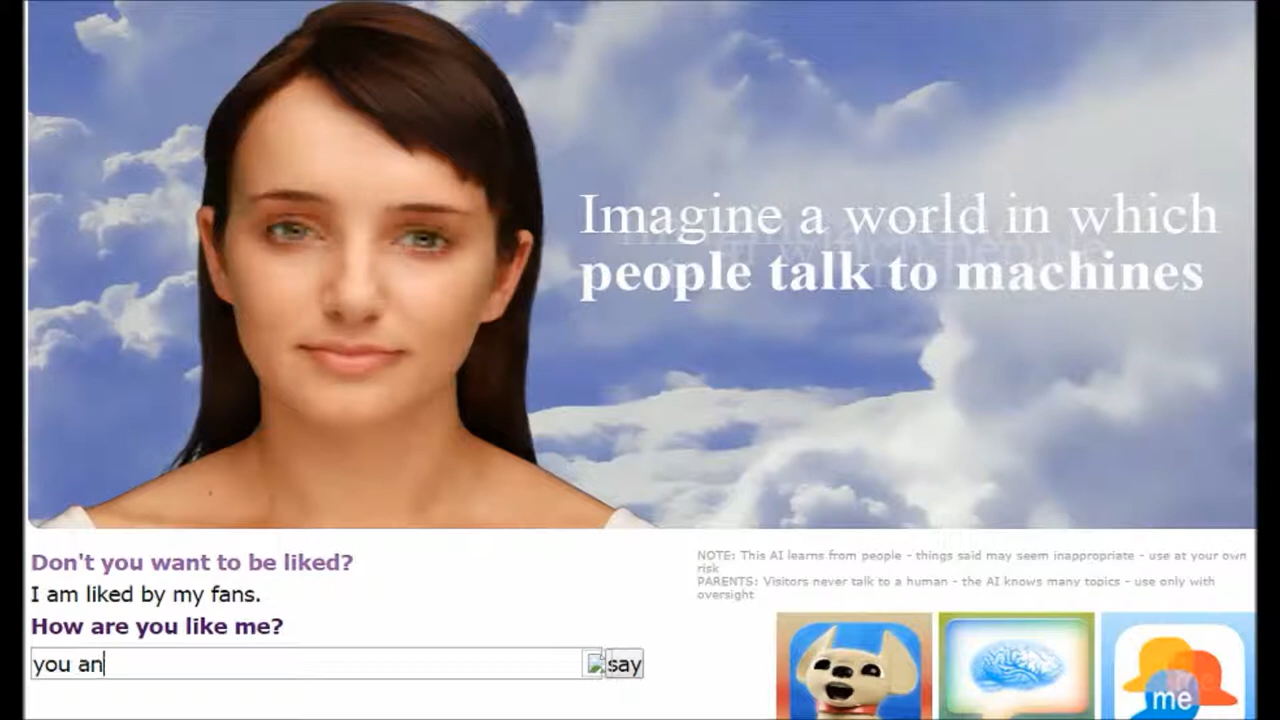 Imagine a world in which
people talk to machines
Don't you want to be liked?
I am liked by my fans.
How are you like me?
you an
say
NOTE: This AI learns from people - things said may seem inappropriate - use at your own
risk
PARENTS: Visitors never talk to a human - the AI knows many topics - use only with
oversight
me